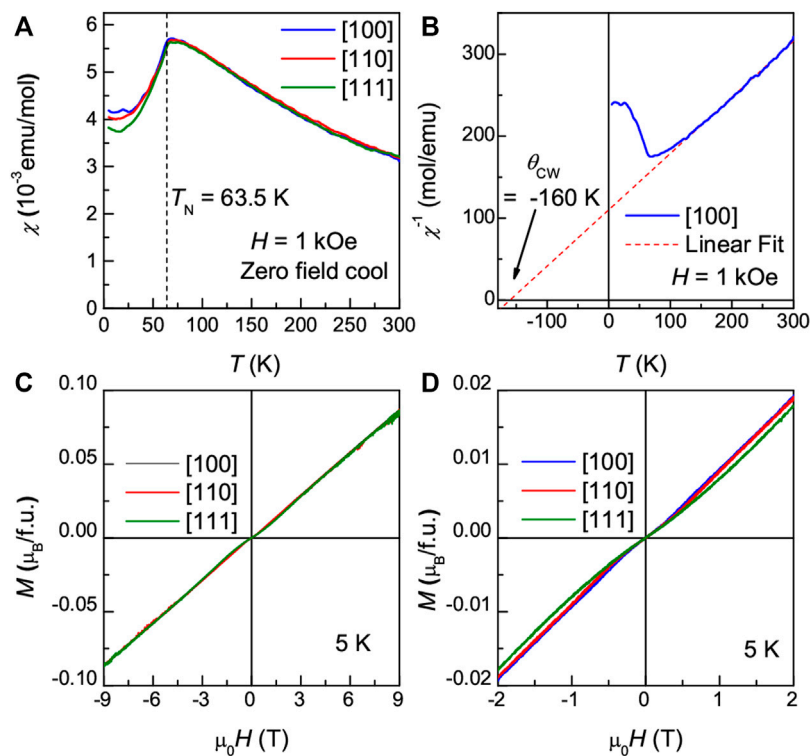 A
χ (10⁻³ emu/mol)
6
5
4
3
2
1
0
[100]
[110]
[111]
T_N = 63.5 K
H = 1 kOe
Zero field cool
0 50 100 150 200 250 300
T (K)
B
χ⁻¹ (mol/emu)
300
200
100
0
θ_CW
= -160 K
[100]
Linear Fit
H = 1 kOe
-100 0 100 200 300
T (K)
C
M (μ_B/f.u.)
0.10
0.05
0.00
-0.05
-0.10
[100]
[110]
[111]
5 K
-9 -6 -3 0 3 6 9
μ₀H (T)
D
M (μ_B/f.u.)
0.02
0.01
0.00
-0.01
-0.02
[100]
[110]
[111]
5 K
-2 -1 0 1 2
μ₀H (T)